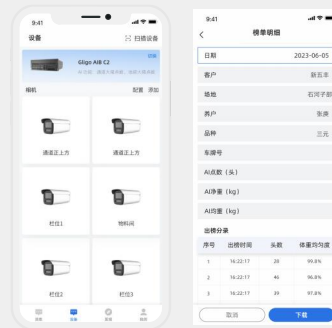 9:41
设备
扫描设备
切换
Gligo AIB C2
相机
配置 添加
通道正上方
通道正上方
栏位1
物料间
栏位2
栏位3
9:41
榜单明细
日期
2023-06-05
客户
新五丰
场地
石河子部
养户
张庚
品种
三元
车牌号
AI点数（头）
AI净重（kg）
AI均重（kg）
出榜分录
序号 出榜时间 头数 体重均匀度
1 16:22:17 28 99.8%
2 16:22:17 46 96.8%
3 16:22:17 39 97.8%
取消
下载